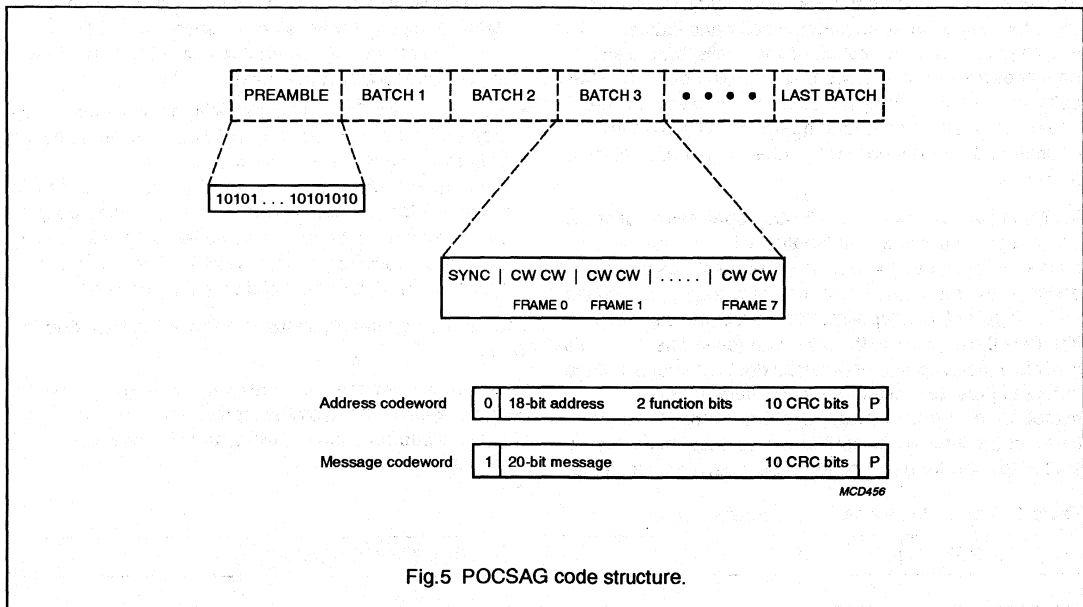 PREAMBLE BATCH 1 BATCH 2 BATCH 3 • • • • LAST BATCH
10101 . . . 10101010
SYNC | CW CW | CW CW | . . . . . | CW CW
FRAME 0 FRAME 1 FRAME 7
Address codeword 0 18-bit address 2 function bits 10 CRC bits P
Message codeword 1 20-bit message 10 CRC bits P
MCD456
Fig.5 POCSAG code structure.